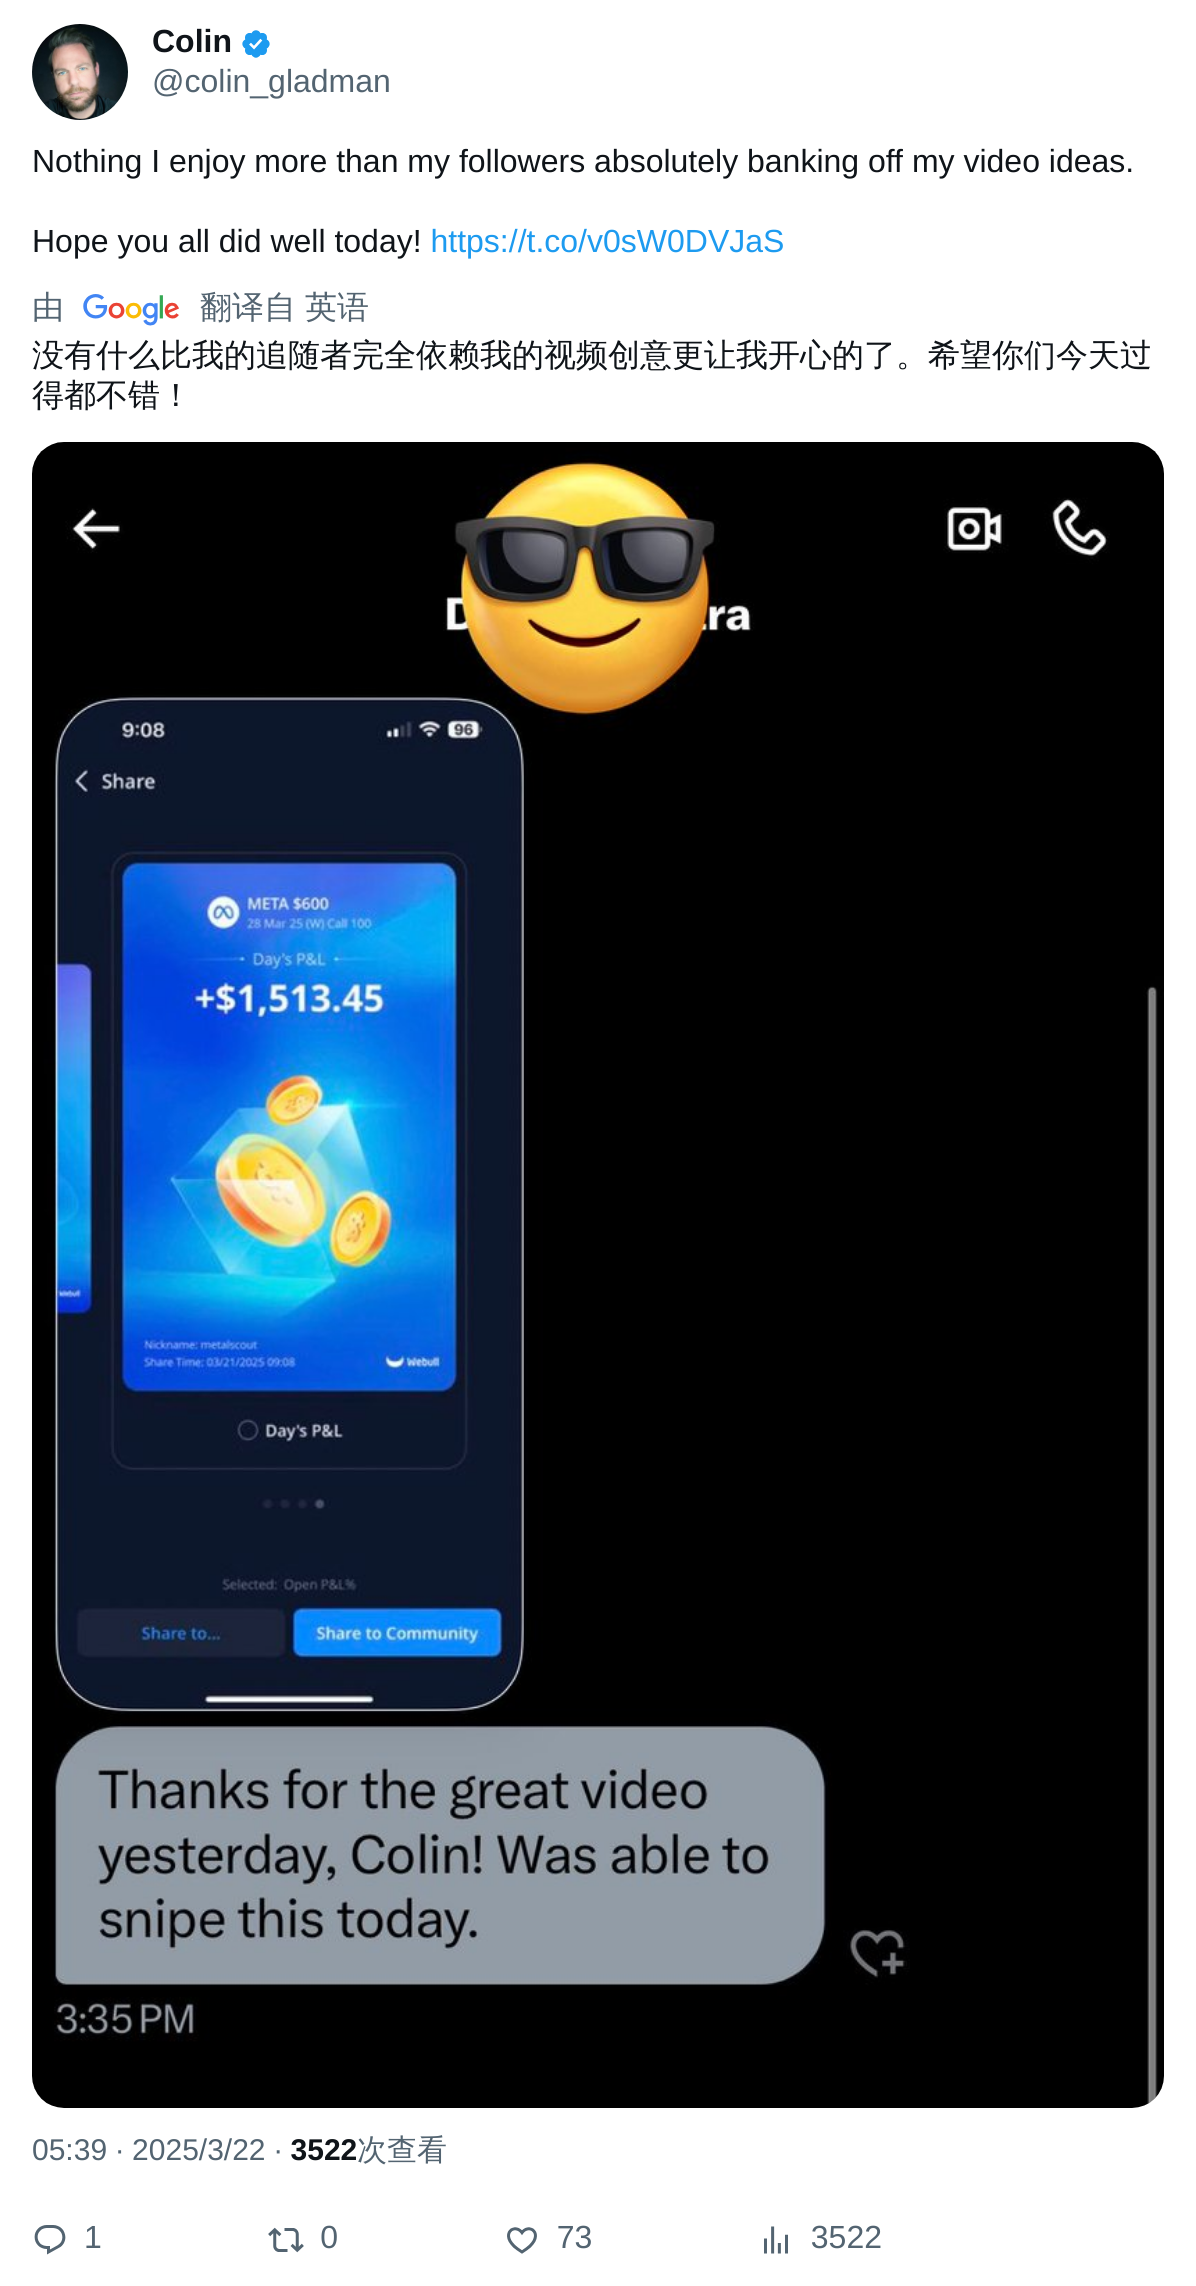 Colin
@colin_gladman
Nothing I enjoy more than my followers absolutely banking off my video ideas.
Hope you all did well today! https://t.co/v0sW0DVJaS
由 Google 翻译自 英语
没有什么比我的追随者完全依赖我的视频创意更让我开心的了。希望你们今天过
得都不错！
D ra
9:08 96
Share
META $600
28 Mar 25 (W) Call 100
Day's P&L
+$1,513.45
Webull
Nickname: metalscout
Share Time: 03/21/2025 09:08 Webull
Day's P&L
Selected: Open P&L%
Share to... Share to Community
Thanks for the great video
yesterday, Colin! Was able to
snipe this today.
3:35 PM
05:39 · 2025/3/22 · 3522次查看
1 0 73 3522